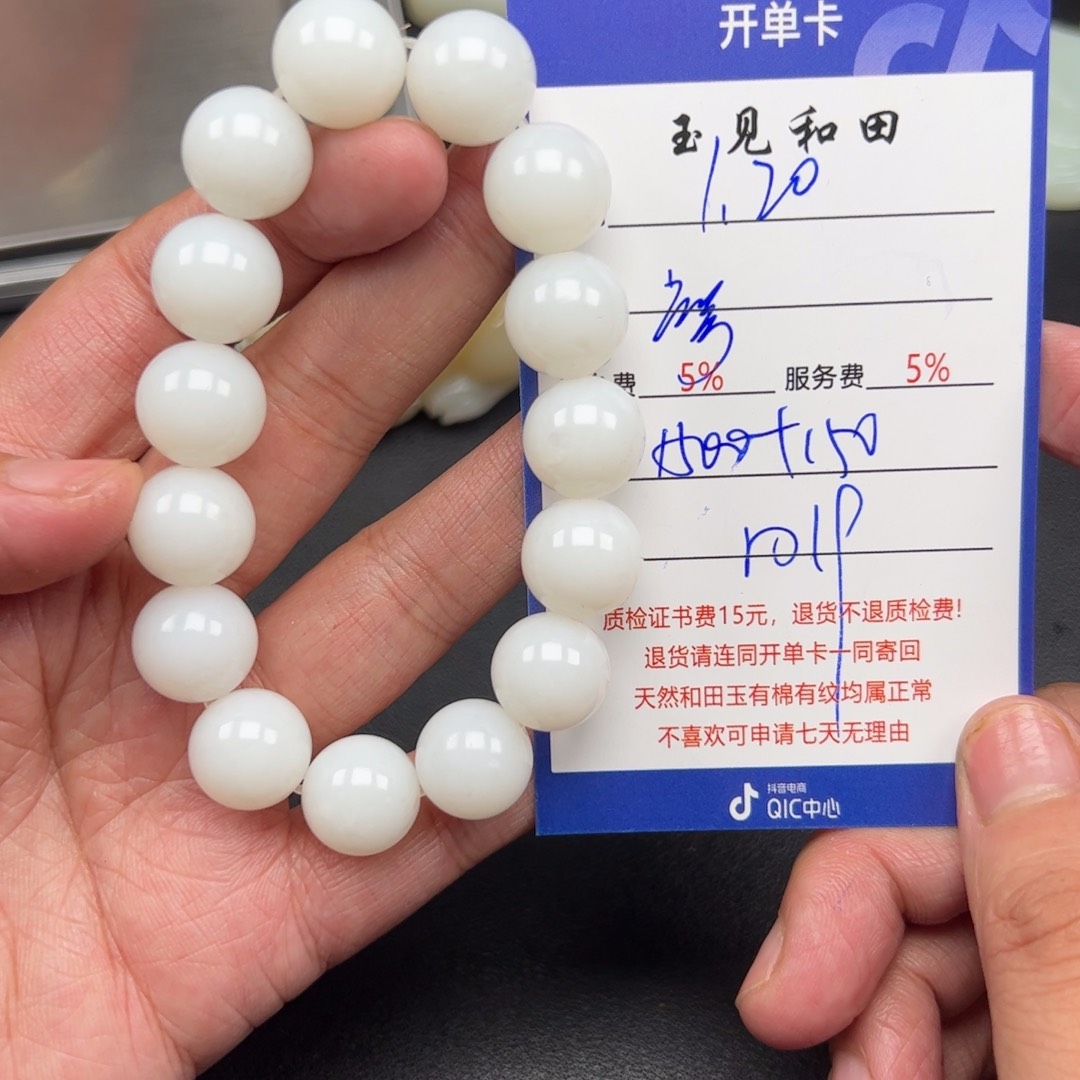 开单卡
玉见和田
1.20
费 5% 服务费 5%
1500+150
质检证书费15元，退货不退质检费!
退货请连同开单卡一同寄回
天然和田玉有棉有纹均属正常
不喜欢可申请七天无理由
抖音电商
QIC中心